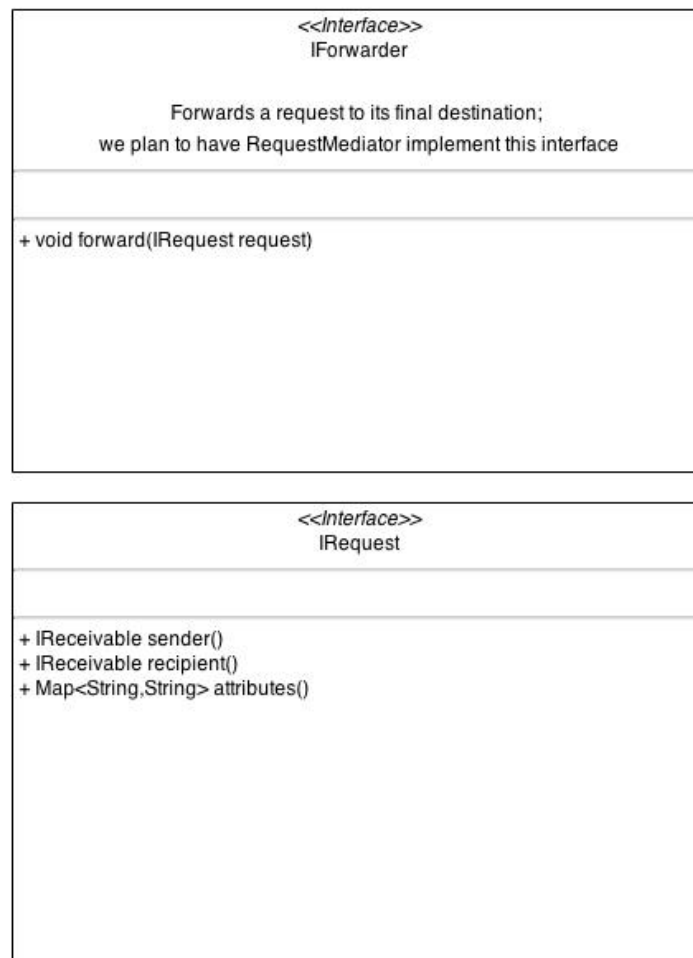 <<Interface>>
IForwarder
Forwards a request to its final destination;
we plan to have RequestMediator implement this interface
+ void forward(IRequest request)
<<Interface>>
IRequest
+ IReceivable sender()
+ IReceivable recipient()
+ Map<String,String> attributes()